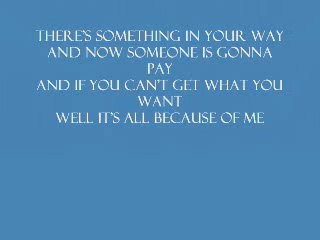 THERE'S SOMETHING IN YOUR WAY
AND NOW SOMEONE IS GONNA
PAY
AND IF YOU CAN'T GET WHAT YOU
WANT
WELL IT'S ALL BECAUSE OF ME